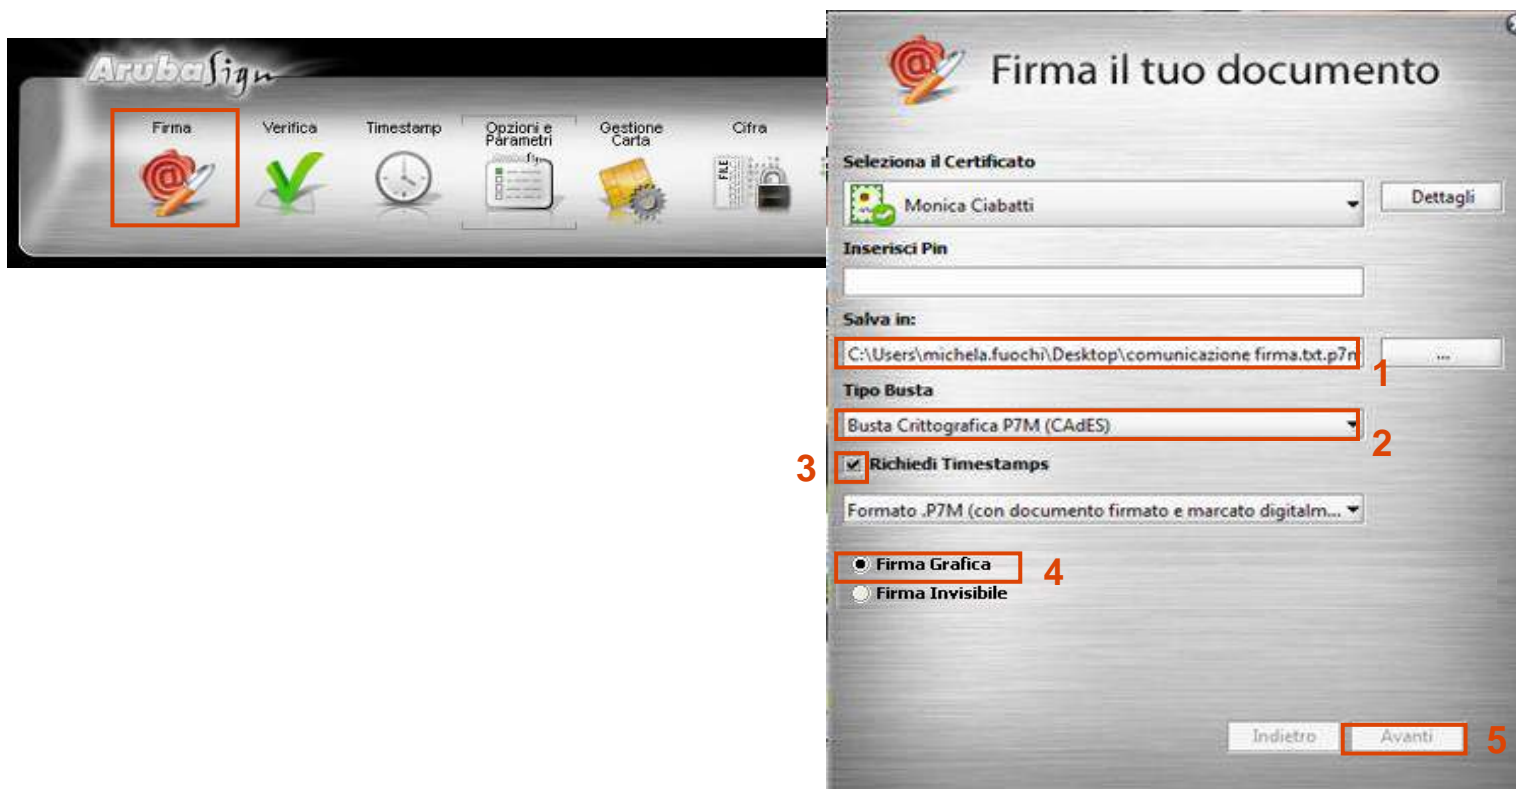 ArubaSign
Firma
Verifica
Timestamp
Opzioni e
Parametri
Gestione
Carta
Cifra
FILE
Firma il tuo documento
Seleziona il Certificato
Monica Ciabatti
Dettagli
Inserisci Pin
Salva in:
C:\Users\michela.fuochi\Desktop\comunicazione firma.txt.p7m
...
1
Tipo Busta
Busta Crittografica P7M (CAdES)
2
3
Richiedi Timestamps
Formato .P7M (con documento firmato e marcato digitalm...
Firma Grafica
4
Firma Invisibile
Indietro
Avanti
5